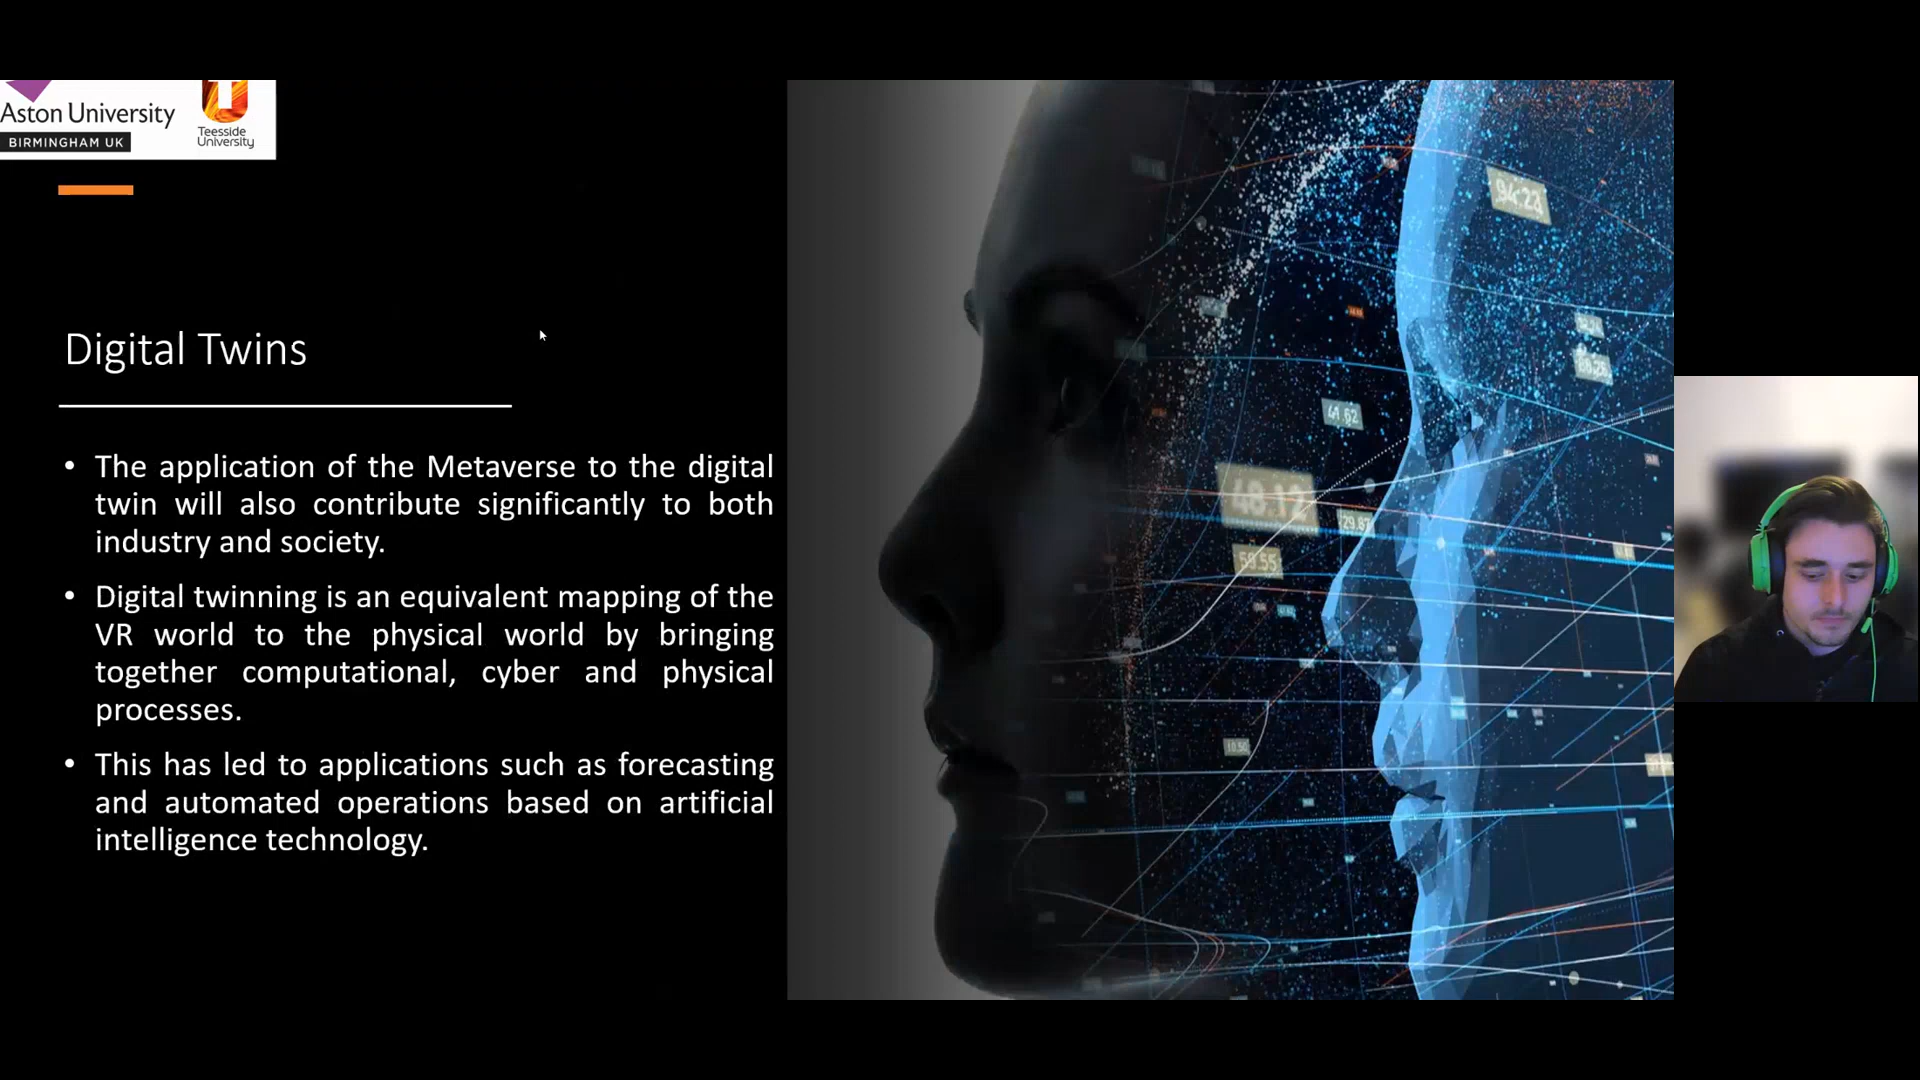 Aston University
BIRMINGHAM UK
Teesside
University
Digital Twins
• The application of the Metaverse to the digital
twin will also contribute significantly to both
industry and society.
• Digital twinning is an equivalent mapping of the
VR world to the physical world by bringing
together computational, cyber and physical
processes.
• This has led to applications such as forecasting
and automated operations based on artificial
intelligence technology.
94.23
41.62
48.12
29.87
59.55
10.50